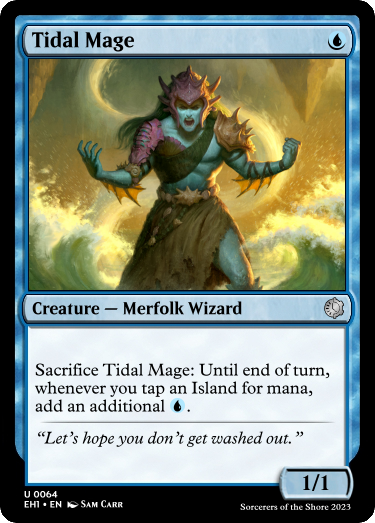 Tidal Mage
Creature — Merfolk Wizard
Sacrifice Tidal Mage: Until end of turn,
whenever you tap an Island for mana,
add an additional .
“Let’s hope you don’t get washed out.”
1/1
U 0064
EH1 • EN Sam Carr
Sorcerers of the Shore 2023